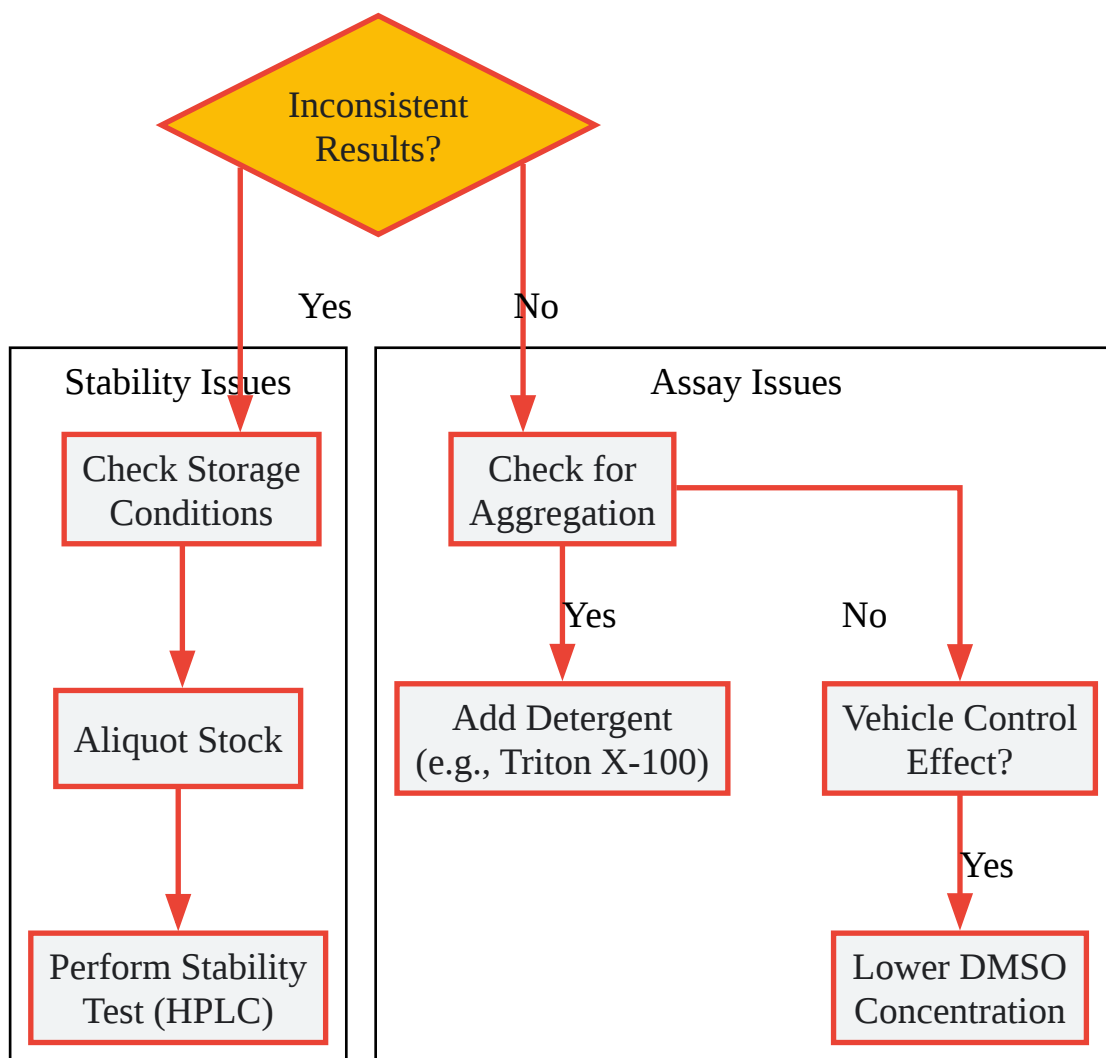 Inconsistent
Results?
Yes
No
Stability Issues
Assay Issues
Check Storage
Conditions
Check for
Aggregation
Yes
No
Aliquot Stock
Add Detergent
(e.g., Triton X-100)
Vehicle Control
Effect?
Yes
Perform Stability
Test (HPLC)
Lower DMSO
Concentration